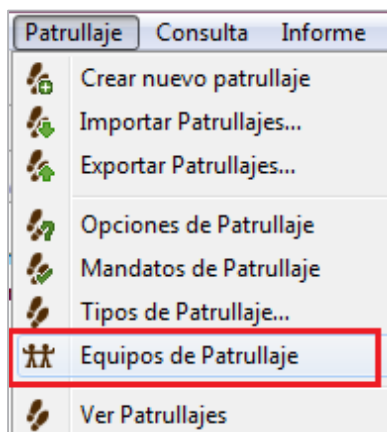 Patrullaje Consulta Informe
Crear nuevo patrullaje
Importar Patrullajes...
Exportar Patrullajes...
Opciones de Patrullaje
Mandatos de Patrullaje
Tipos de Patrullaje...
Equipos de Patrullaje
Ver Patrullajes